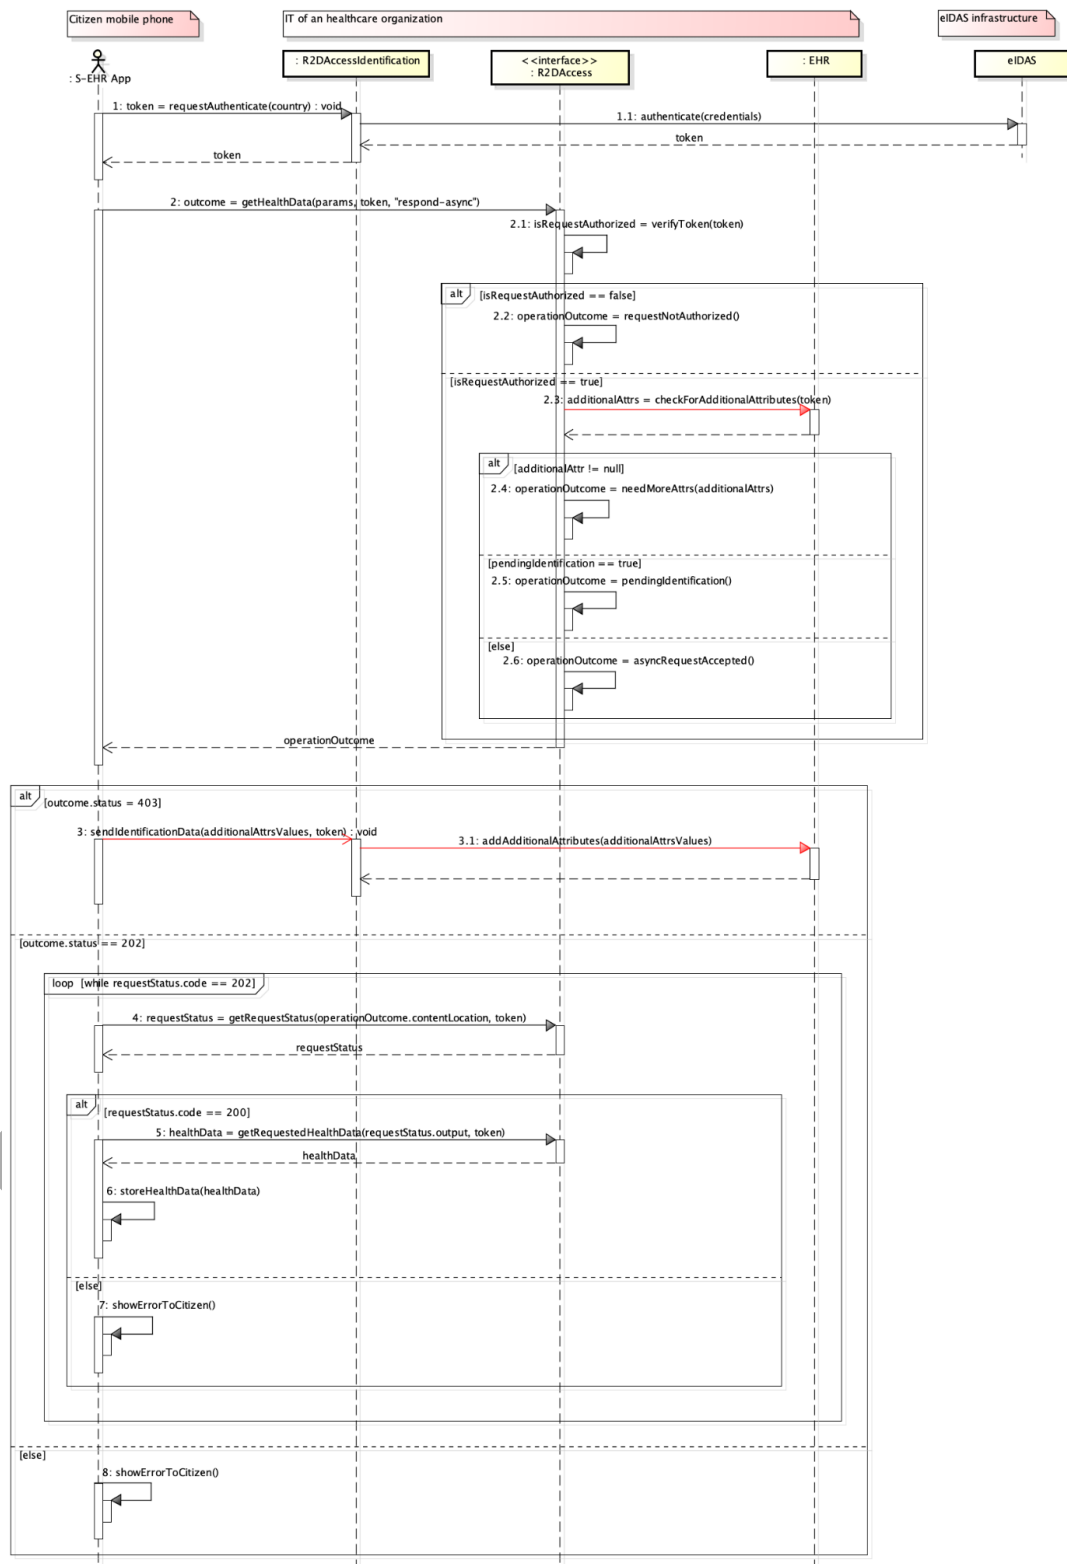 Citizen mobile phone
IT of an healthcare organization
eIDAS infrastructure
: S-EHR App
: R2DAccessIdentification
<<interface>>
: R2DAccess
: EHR
eIDAS
1: token = requestAuthenticate(country) : void
1.1: authenticate(credentials)
token
token
2: outcome = getHealthData(params, token, "respond-async")
2.1: isRequestAuthorized = verifyToken(token)
alt [isRequestAuthorized == false]
2.2: operationOutcome = requestNotAuthorized()
[isRequestAuthorized == true]
2.3: additionalAttrs = checkForAdditionalAttributes(token)
alt [additionalAttr != null]
2.4: operationOutcome = needMoreAttrs(additionalAttrs)
[pendingIdentification == true]
2.5: operationOutcome = pendingIdentification()
[else]
2.6: operationOutcome = asyncRequestAccepted()
operationOutcome
alt [outcome.status = 403]
3: sendIdentificationData(additionalAttrsValues, token) : void
3.1: addAdditionalAttributes(additionalAttrsValues)
[outcome.status == 202]
loop [while requestStatus.code == 202]
4: requestStatus = getRequestStatus(operationOutcome.contentLocation, token)
requestStatus
alt [requestStatus.code == 200]
5: healthData = getRequestedHealthData(requestStatus.output, token)
healthData
6: storeHealthData(healthData)
[else]
7: showErrorToCitizen()
[else]
8: showErrorToCitizen()